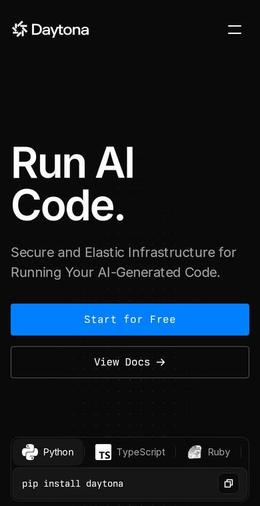 Daytona
Run AI
Code.
Secure and Elastic Infrastructure for
Running Your AI-Generated Code.
Start for Free
View Docs →
Python
TS TypeScript
Ruby
pip install daytona